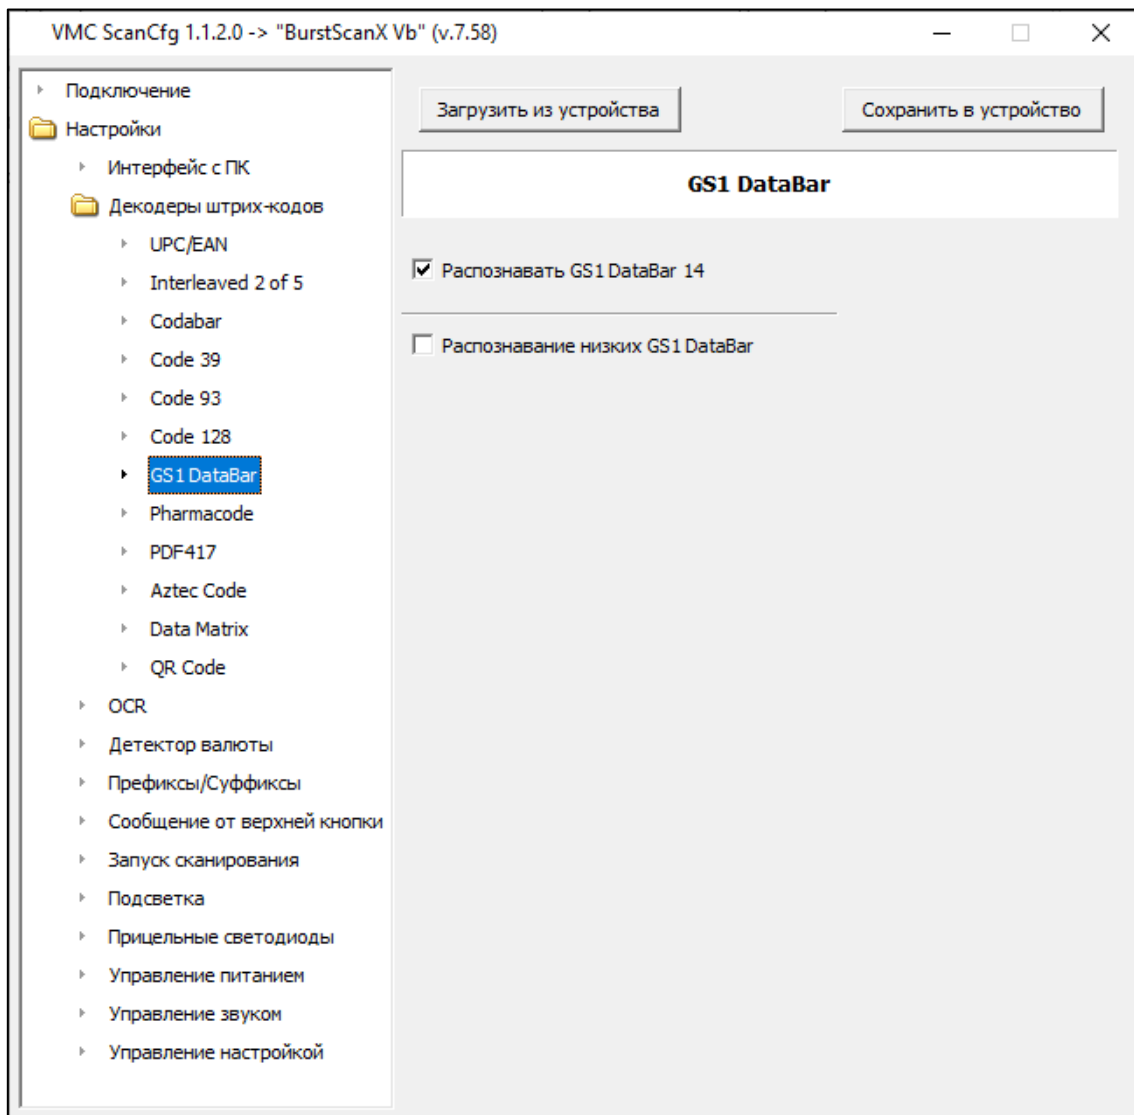 VMC ScanCfg 1.1.2.0 -> "BurstScanX Vb" (v.7.58)
Подключение
Настройки
Интерфейс с ПК
Декодеры штрих-кодов
UPC/EAN
Interleaved 2 of 5
Codabar
Code 39
Code 93
Code 128
GS1 DataBar
Pharmacode
PDF417
Aztec Code
Data Matrix
QR Code
OCR
Детектор валюты
Префиксы/Суффиксы
Сообщение от верхней кнопки
Запуск сканирования
Подсветка
Прицельные светодиоды
Управление питанием
Управление звуком
Управление настройкой
Загрузить из устройства
Сохранить в устройство
GS1 DataBar
Распознавать GS1 DataBar 14
Распознавание низких GS1 DataBar